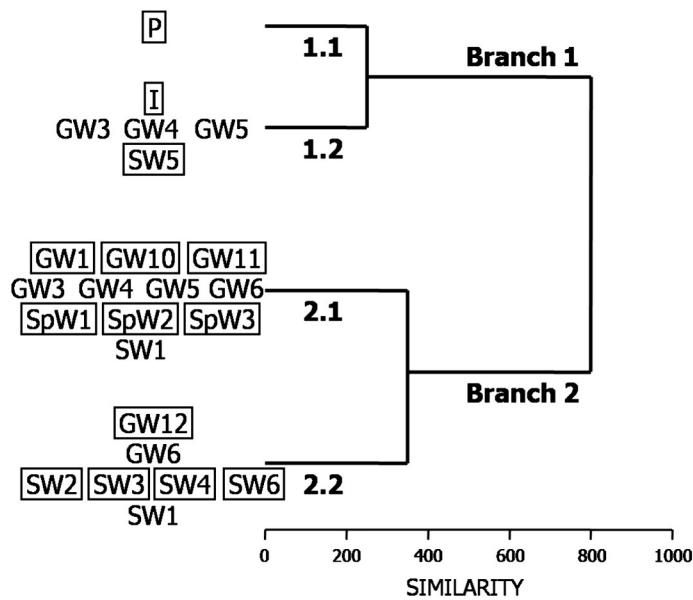 P
1.1
Branch 1
I
GW3 GW4 GW5
1.2
SW5
GW1 GW10 GW11
GW3 GW4 GW5 GW6
2.1
SpW1 SpW2 SpW3
SW1
Branch 2
GW12
GW6
SW2 SW3 SW4 SW6
2.2
SW1
0 200 400 600 800 1000
SIMILARITY